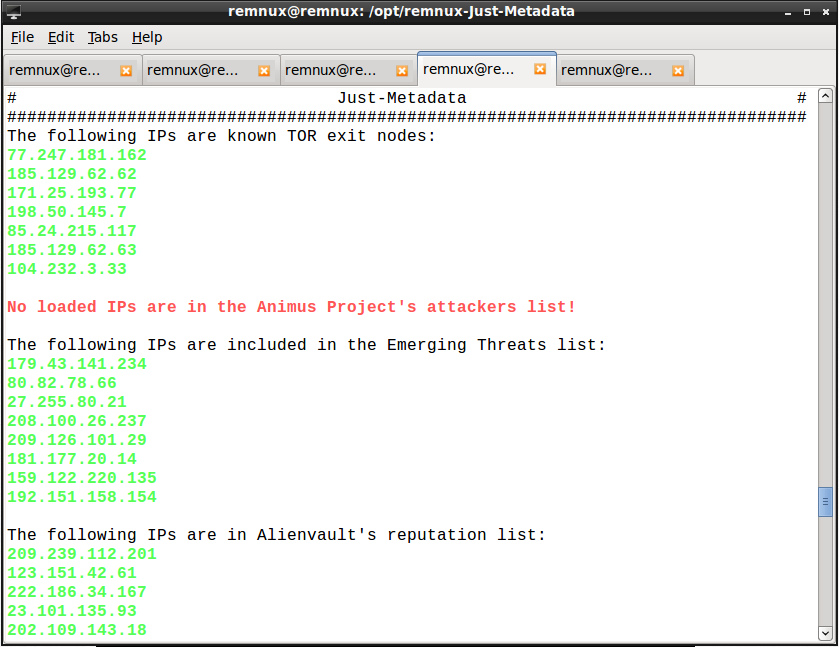 remnux@remnux: /opt/remnux-Just-Metadata
File Edit Tabs Help
remnux@re... remnux@re... remnux@re... remnux@re... remnux@re...
# Just-Metadata #
################################################################################
The following IPs are known TOR exit nodes:
77.247.181.162
185.129.62.62
171.25.193.77
198.50.145.7
85.24.215.117
185.129.62.63
104.232.3.33
No loaded IPs are in the Animus Project's attackers list!
The following IPs are included in the Emerging Threats list:
179.43.141.234
80.82.78.66
27.255.80.21
208.100.26.237
209.126.101.29
181.177.20.14
159.122.220.135
192.151.158.154
The following IPs are in Alienvault's reputation list:
209.239.112.201
123.151.42.61
222.186.34.167
23.101.135.93
202.109.143.18